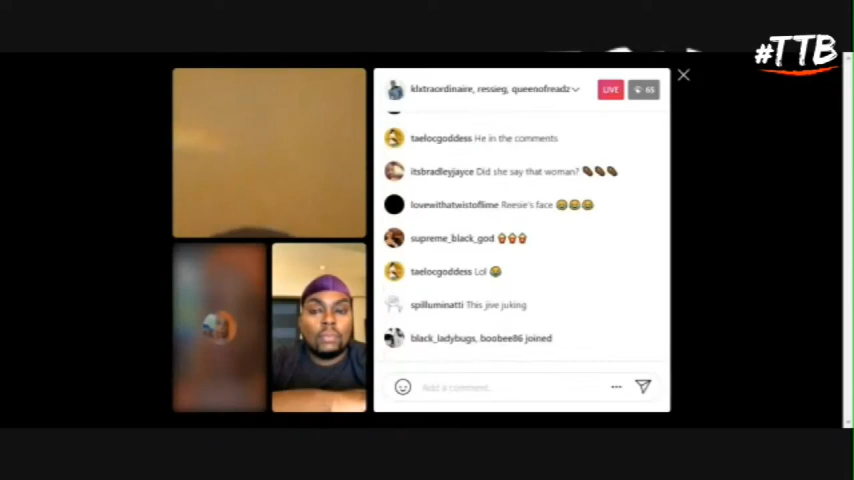 #TTB
klxtraordinaire, ressieg, queenofreadz
LIVE
65
taelocgoddess He in the comments
itsbradleyjayce Did she say that woman?
lovewithatwistoflime Reesie's face
supreme_black_god
taelocgoddess Lol
spilluminatti This jive juking
black_ladybugs, boobee86 joined
Add a comment...